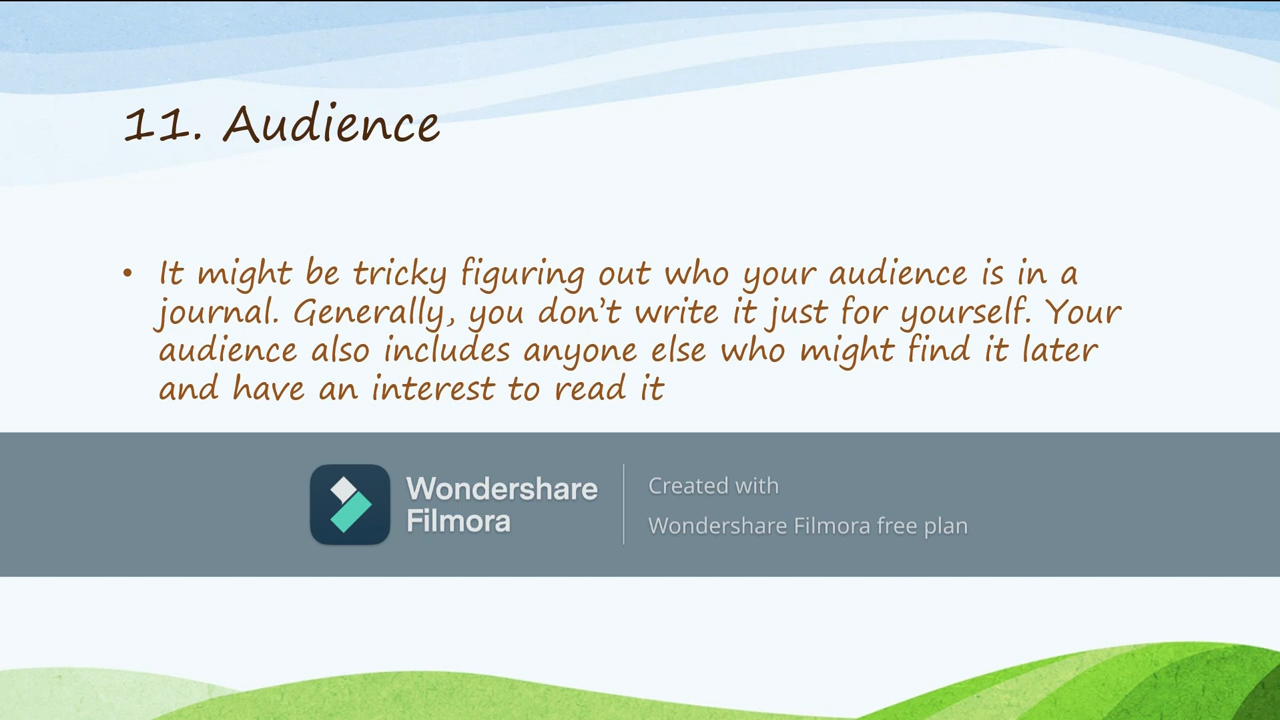 11. Audience
• It might be tricky figuring out who your audience is in a
journal. Generally, you don’t write it just for yourself. Your
audience also includes anyone else who might find it later
and have an interest to read it
Wondershare
Filmora
Created with
Wondershare Filmora free plan